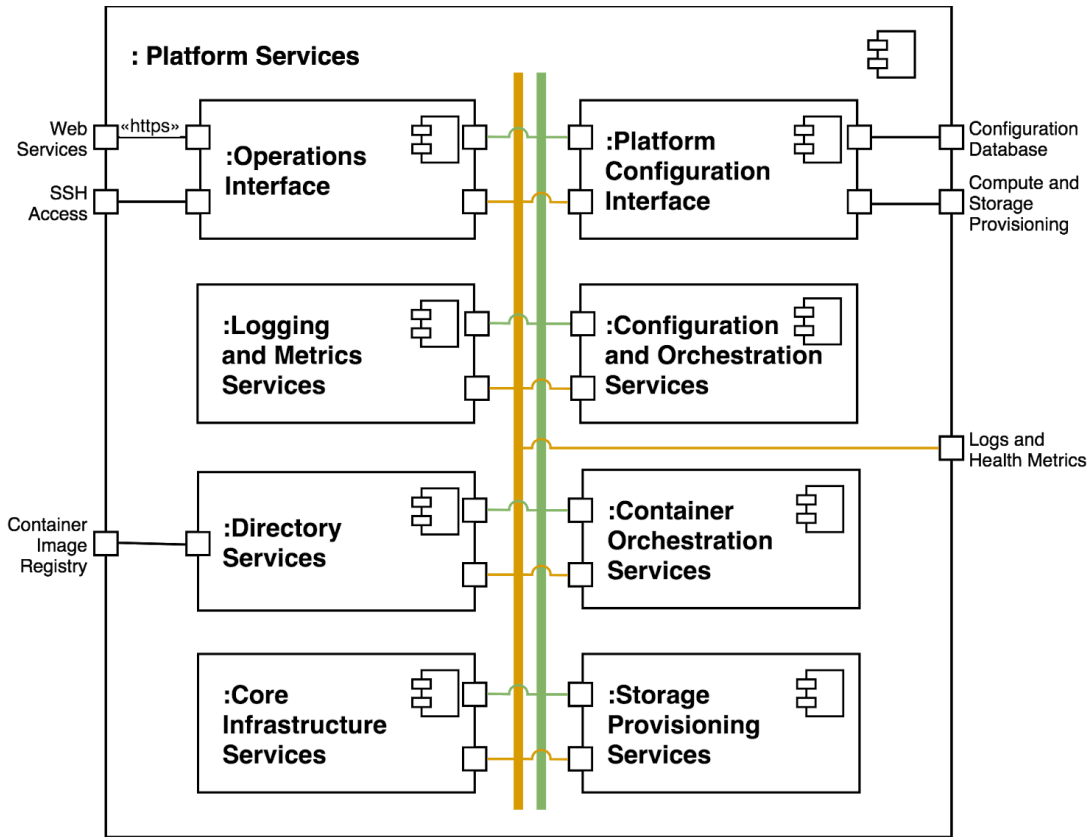 : Platform Services
Web
Services
«https»
SSH
Access
:Operations
Interface
:Platform
Configuration
Interface
Configuration
Database
Compute and
Storage
Provisioning
:Logging
and Metrics
Services
:Configuration
and Orchestration
Services
Logs and
Health Metrics
Container
Image
Registry
:Directory
Services
:Container
Orchestration
Services
:Core
Infrastructure
Services
:Storage
Provisioning
Services